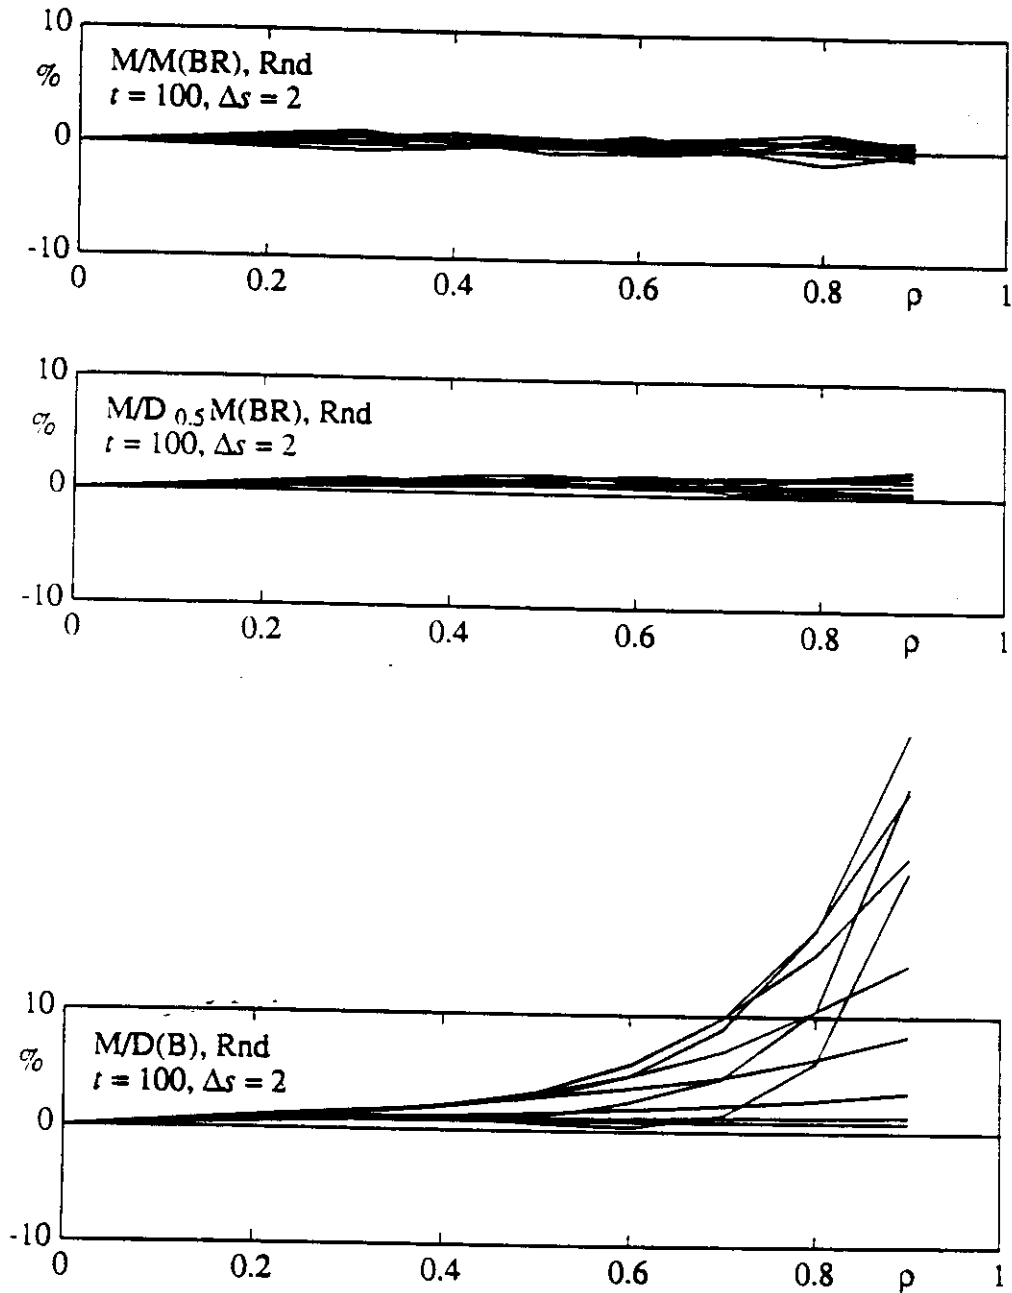 10
%
M/M(BR), Rnd
t = 100, Δs = 2
0
-10
0 0.2 0.4 0.6 0.8 ρ 1
10
%
M/D 0.5 M(BR), Rnd
t = 100, Δs = 2
0
-10
0 0.2 0.4 0.6 0.8 ρ 1
10
%
M/D(B), Rnd
t = 100, Δs = 2
0
-10
0 0.2 0.4 0.6 0.8 ρ 1